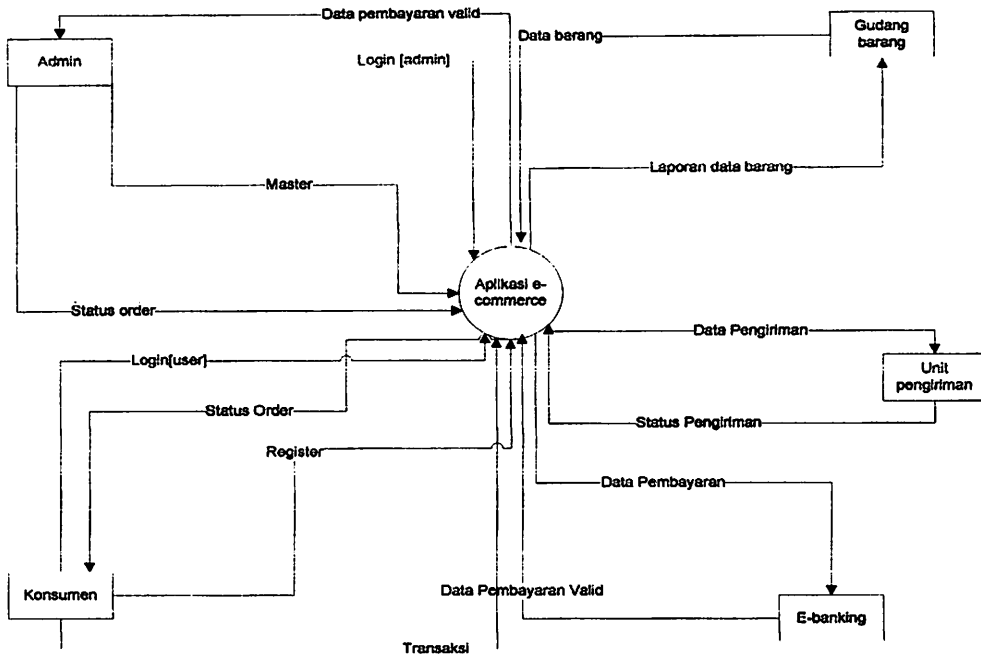 Data pembayaran valid
Admin
Login [admin]
Data barang
Gudang
barang
Master
Laporan data barang
Aplikasi e-
commerce
Status order
Data Pengiriman
Login[user]
Unit
pengiriman
Status Order
Status Pengiriman
Register
Data Pembayaran
Konsumen
Data Pembayaran Valid
E-banking
Transaksi